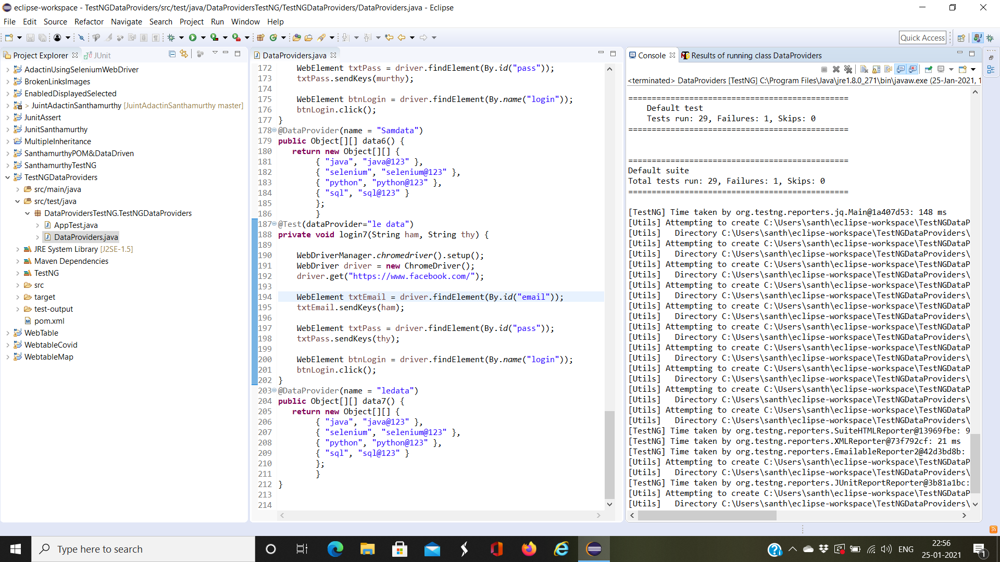 eclipse-workspace - TestNGDataProviders/src/test/java/DataProvidersTestNG/TestNGDataProviders/DataProviders.java - Eclipse
File Edit Source Refactor Navigate Search Project Run Window Help
Quick Access
Project Explorer
JUnit
AdactinUsingSeleniumWebDriver
BrokenLinksImages
EnabledDisplayedSelected
> JuintAdactinSanthamurthy [JuintAdactinSanthamurthy master]
JunitAssert
JunitSanthamurthy
MultipleInheritance
SanthamurthyPOM&DataDriven
SanthamurthyTestNG
TestNGDataProviders
src/main/java
src/test/java
DataProvidersTestNG.TestNGDataProviders
AppTest.java
DataProviders.java
JRE System Library [J2SE-1.5]
Maven Dependencies
TestNG
src
target
test-output
pom.xml
WebTable
WebtableCovid
WebtableMap
DataProviders.java
172 WebElement txtPass = driver.findElement(By.id("pass"));
173 txtPass.sendKeys(murthy);
174
175 WebElement btnLogin = driver.findElement(By.name("login"));
176 btnLogin.click();
177 }
178 @DataProvider(name = "Samdata")
179 public Object[][] data6() {
180 return new Object[][] {
181 { "java", "java@123" },
182 { "selenium", "selenium@123" },
183 { "python", "python@123" },
184 { "sql", "sql@123" }
185 };
186 }
187 @Test(dataProvider="le data")
188 private void login7(String ham, String thy) {
189
190 WebDriverManager.chromedriver().setup();
191 WebDriver driver = new ChromeDriver();
192 driver.get("https://www.facebook.com/");
193
194 WebElement txtEmail = driver.findElement(By.id("email"));
195 txtEmail.sendKeys(ham);
196
197 WebElement txtPass = driver.findElement(By.id("pass"));
198 txtPass.sendKeys(thy);
199
200 WebElement btnLogin = driver.findElement(By.name("login"));
201 btnLogin.click();
202 }
203 @DataProvider(name = "ledata")
204 public Object[][] data7() {
205 return new Object[][] {
206 { "java", "java@123" },
207 { "selenium", "selenium@123" },
208 { "python", "python@123" },
209 { "sql", "sql@123" }
210 };
211 }
212 }
213
214
Console
Results of running class DataProviders
<terminated> DataProviders [TestNG] C:\Program Files\Java\jre1.8.0_271\bin\javaw.exe (25-Jan-2021, 1
===============================================
Default test
Tests run: 29, Failures: 1, Skips: 0
===============================================
===============================================
Default suite
Total tests run: 29, Failures: 1, Skips: 0
===============================================
[TestNG] Time taken by org.testng.reporters.jq.Main@1a407d53: 148 ms
[Utils] Attempting to create C:\Users\santh\eclipse-workspace\TestNGDataP
[Utils] Directory C:\Users\santh\eclipse-workspace\TestNGDataProviders\
[Utils] Attempting to create C:\Users\santh\eclipse-workspace\TestNGDataP
[Utils] Directory C:\Users\santh\eclipse-workspace\TestNGDataProviders\
[Utils] Attempting to create C:\Users\santh\eclipse-workspace\TestNGDataP
[Utils] Directory C:\Users\santh\eclipse-workspace\TestNGDataProviders\
[Utils] Attempting to create C:\Users\santh\eclipse-workspace\TestNGDataP
[Utils] Directory C:\Users\santh\eclipse-workspace\TestNGDataProviders\
[Utils] Attempting to create C:\Users\santh\eclipse-workspace\TestNGDataP
[Utils] Directory C:\Users\santh\eclipse-workspace\TestNGDataProviders\
[Utils] Attempting to create C:\Users\santh\eclipse-workspace\TestNGDataP
[Utils] Directory C:\Users\santh\eclipse-workspace\TestNGDataProviders\
[Utils] Attempting to create C:\Users\santh\eclipse-workspace\TestNGDataP
[Utils] Directory C:\Users\santh\eclipse-workspace\TestNGDataProviders\
[Utils] Attempting to create C:\Users\santh\eclipse-workspace\TestNGDataP
[Utils] Directory C:\Users\santh\eclipse-workspace\TestNGDataProviders\
[Utils] Attempting to create C:\Users\santh\eclipse-workspace\TestNGDataP
[Utils] Directory C:\Users\santh\eclipse-workspace\TestNGDataProviders\
[Utils] Attempting to create C:\Users\santh\eclipse-workspace\TestNGDataP
[Utils] Directory C:\Users\santh\eclipse-workspace\TestNGDataProviders\
[TestNG] Time taken by org.testng.reporters.SuiteHTMLReporter@13969fbe: 9
[TestNG] Time taken by org.testng.reporters.XMLReporter@73f792cf: 21 ms
[TestNG] Time taken by org.testng.reporters.EmailableReporter2@42d3bd8b:
[Utils] Attempting to create C:\Users\santh\eclipse-workspace\TestNGDataP
[Utils] Directory C:\Users\santh\eclipse-workspace\TestNGDataProviders\
[TestNG] Time taken by org.testng.reporters.JUnitReportReporter@3b81a1bc:
[Utils] Attempting to create C:\Users\santh\eclipse-workspace\TestNGDataP
[Utils] Directory C:\Users\santh\eclipse-workspace\TestNGDataProviders\
Type here to search
ENG
22:56
25-01-2021
1